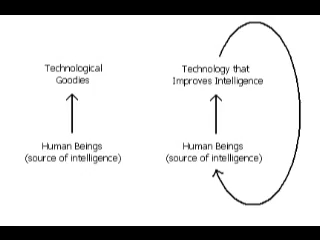 Technological
Goodies
Human Beings
(source of intelligence)
Technology that
Improves Intelligence
Human Beings
(source of intelligence)